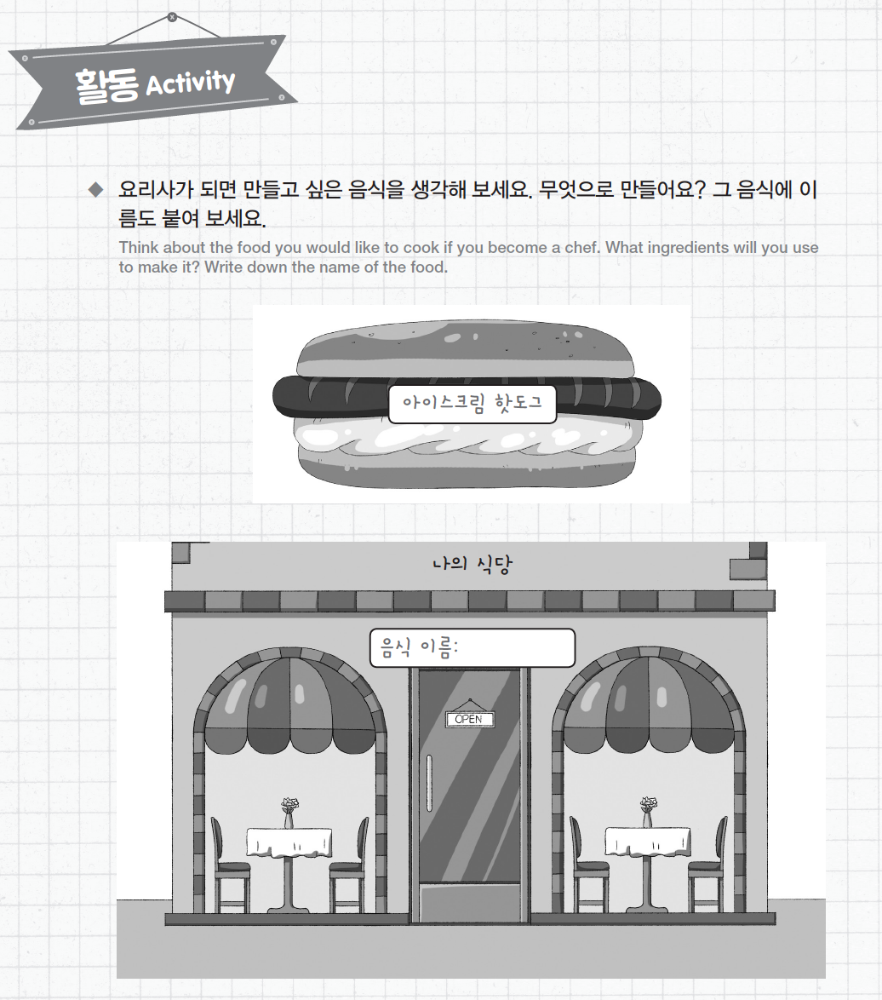 활동 Activity
◆ 요리사가 되면 만들고 싶은 음식을 생각해 보세요. 무엇으로 만들어요? 그 음식에 이
름도 붙여 보세요.
Think about the food you would like to cook if you become a chef. What ingredients will you use
to make it? Write down the name of the food.
아이스크림 핫도그
나의 식당
음식 이름:
OPEN